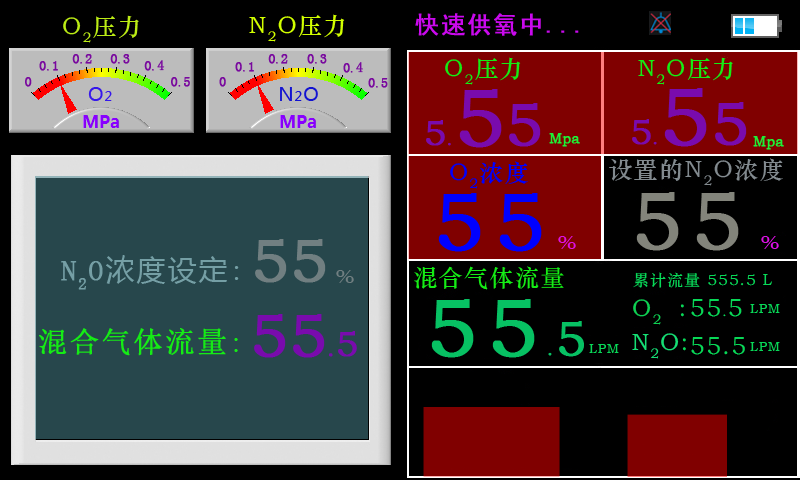 O₂压力
N₂O压力
0 0.1 0.2 0.3 0.4 0.5
O2
MPa
0 0.1 0.2 0.3 0.4 0.5
N2O
MPa
N₂O浓度设定: 55 %
混合气体流量: 55.5
快速供氧中...
O₂压力
5.55 5 Mpa
N₂O压力
5.55 5 Mpa
O₂浓度
55 %
设置的N₂O浓度
55 %
混合气体流量
55.5 LPM
累计流量 555.5 L
O₂ :55.5 LPM
N₂O:55.5 LPM